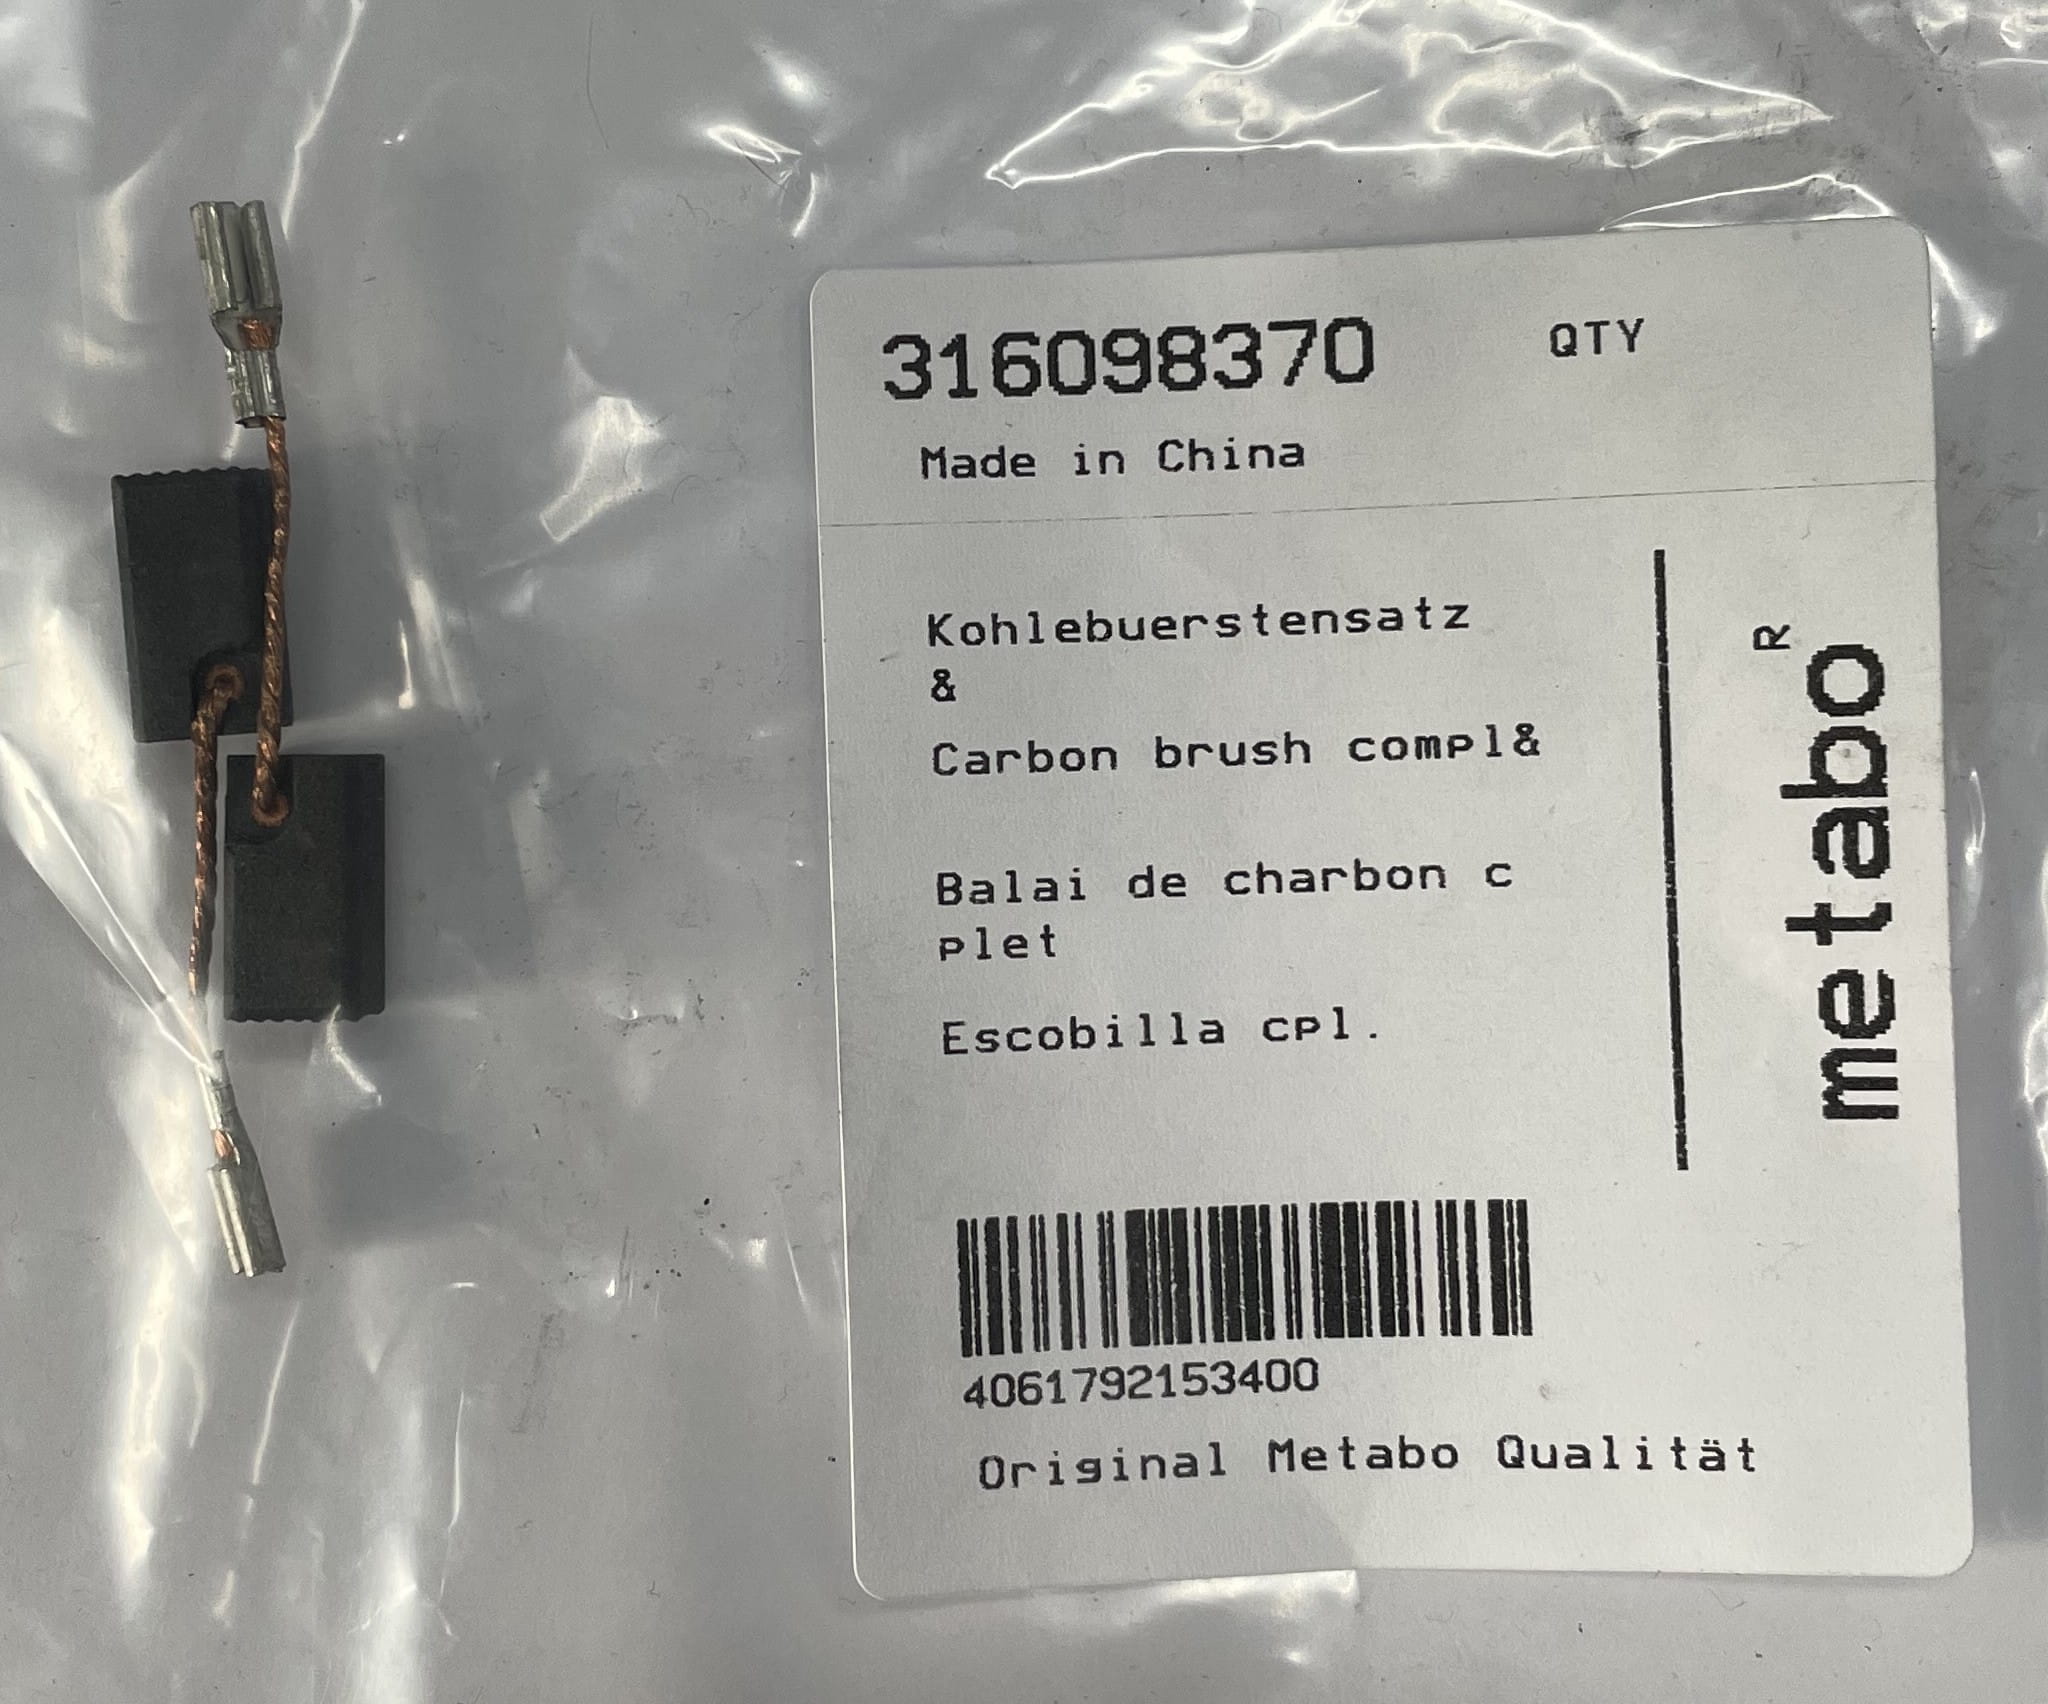 316098370 QTY
Made in China
Kohlebuerstensatz
&
Carbon brush compl&
Balai de charbon c
plet
Escobilla cpl.
metabo R
4061792153400
Original Metabo Qualität